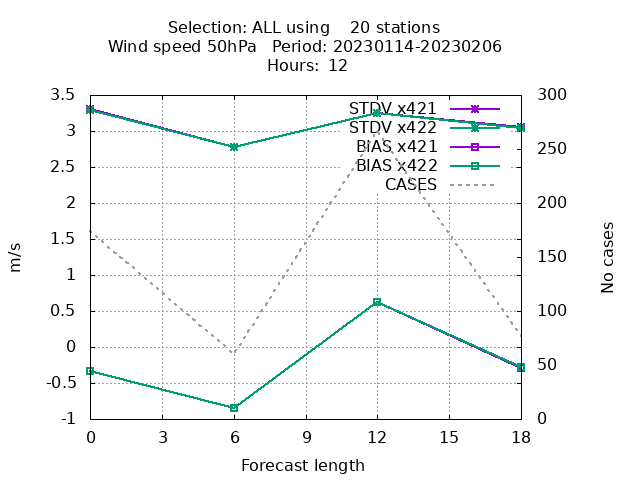 Selection: ALL using    20 stations
Wind speed 50hPa   Period: 20230114-20230206
Hours: 12
3.5
3
2.5
2
1.5
1
0.5
0
-0.5
-1
m/s
STDV x421
STDV x422
BIAS x421
BIAS x422
CASES
300
250
200
150
100
50
0
No cases
0 3 6 9 12 15 18
Forecast length